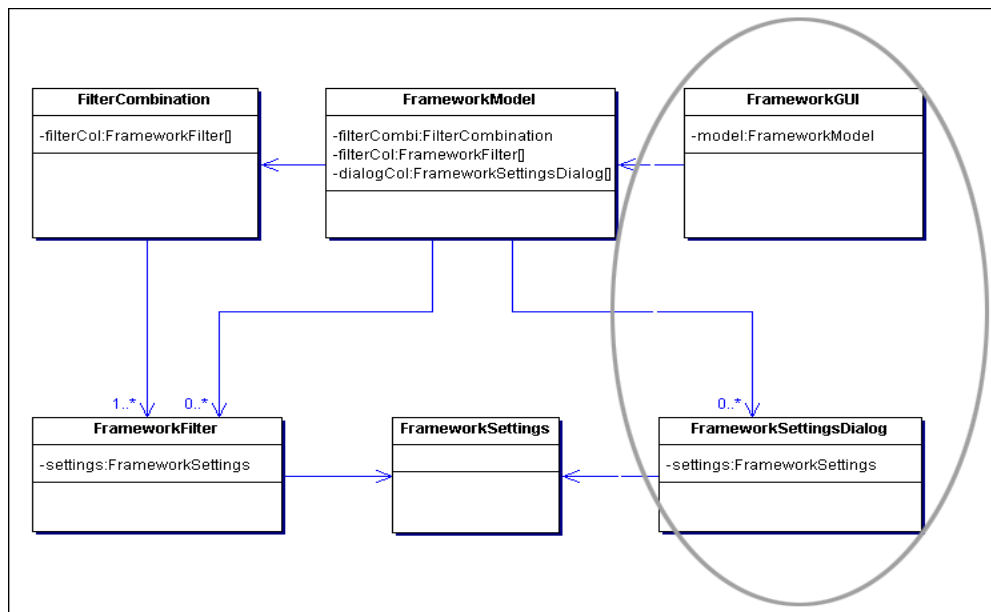 FilterCombination
-filterCol:FrameworkFilter[]
FrameworkModel
-filterCombi:FilterCombination
-filterCol:FrameworkFilter[]
-dialogCol:FrameworkSettingsDialog[]
FrameworkGUI
-model:FrameworkModel
1..*
0..*
0..*
FrameworkFilter
-settings:FrameworkSettings
FrameworkSettings
FrameworkSettingsDialog
-settings:FrameworkSettings